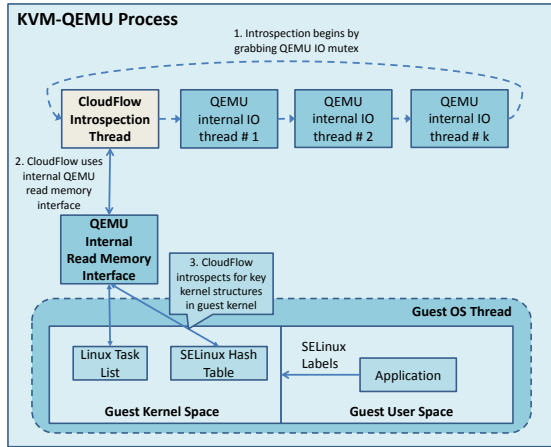 KVM-QEMU Process
1. Introspection begins by
grabbing QEMU IO mutex
CloudFlow
Introspection
Thread
QEMU
internal IO
thread # 1
QEMU
internal IO
thread # 2
QEMU
internal IO
thread # k
2. CloudFlow uses
internal QEMU
read memory
interface
QEMU
Internal
Read Memory
Interface
3. CloudFlow
introspects for key
kernel structures
in guest kernel
Guest OS Thread
Linux Task
List
SELinux Hash
Table
SELinux
Labels
Application
Guest Kernel Space
Guest User Space